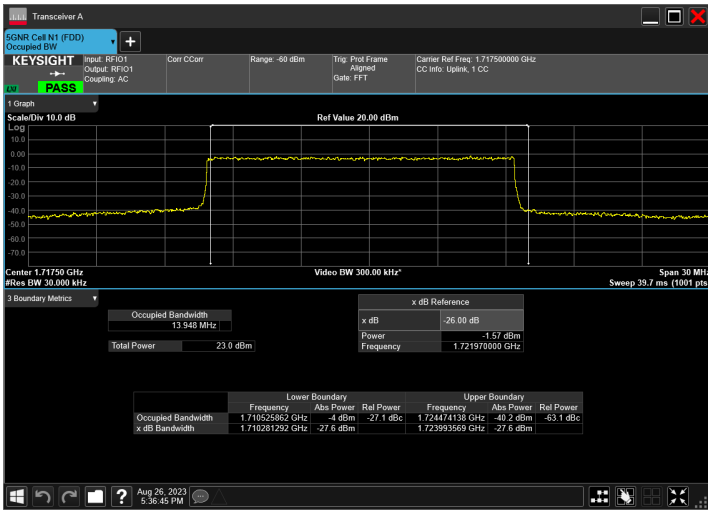 Transceiver A
5GNR Cell N1 (FDD)
Occupied BW
+
KEYSIGHT
LXI
PASS
Input: RFIO1
Output: RFIO1
Coupling: AC
Corr CCorr
Range: -60 dBm
Trig: Prot Frame
Aligned
Gate: FFT
Carrier Ref Freq: 1.717500000 GHz
CC Info: Uplink, 1 CC
1 Graph
Scale/Div 10.0 dB
Ref Value 20.00 dBm
Log
10.0
0.00
-10.0
-20.0
-30.0
-40.0
-50.0
-60.0
-70.0
Center 1.71750 GHz
Video BW 300.00 kHz*
Span 30 MHz
#Res BW 30.000 kHz
Sweep 39.7 ms (1001 pts
3 Boundary Metrics
Occupied Bandwidth
13.948 MHz
Total Power 23.0 dBm
x dB Reference
x dB -26.00 dB
Power -1.57 dBm
Frequency 1.721970000 GHz
Lower Boundary Upper Boundary
Frequency Abs Power Rel Power Frequency Abs Power Rel Power
Occupied Bandwidth 1.710525862 GHz -4 dBm -27.1 dBc 1.724474138 GHz -40.2 dBm -63.1 dBc
x dB Bandwidth 1.710281292 GHz -27.6 dBm 1.723993569 GHz -27.6 dBm
?
Aug 26, 2023
5:36:45 PM